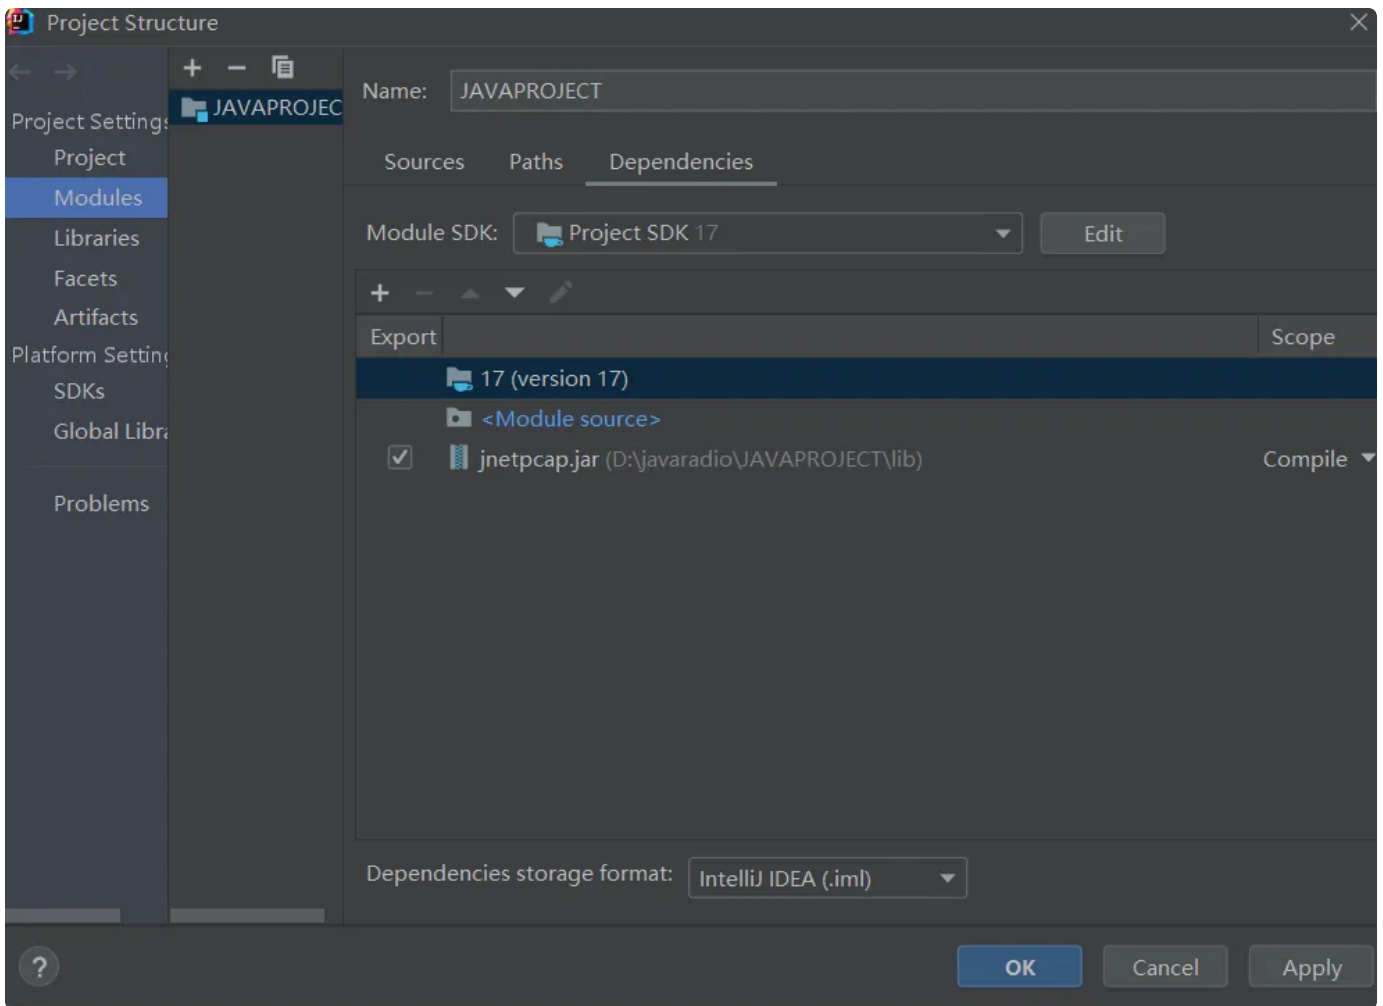 Project Structure
Project Settings
Project
Modules
Libraries
Facets
Artifacts
Platform Setting
SDKs
Global Libra
Problems
JAVAPROJEC
Name: JAVAPROJECT
Sources Paths Dependencies
Module SDK: Project SDK 17 Edit
Export Scope
17 (version 17)
<Module source>
jnetpcap.jar (D:\javaradio\JAVAPROJECT\lib) Compile
Dependencies storage format: IntelliJ IDEA (.iml)
? OK Cancel Apply